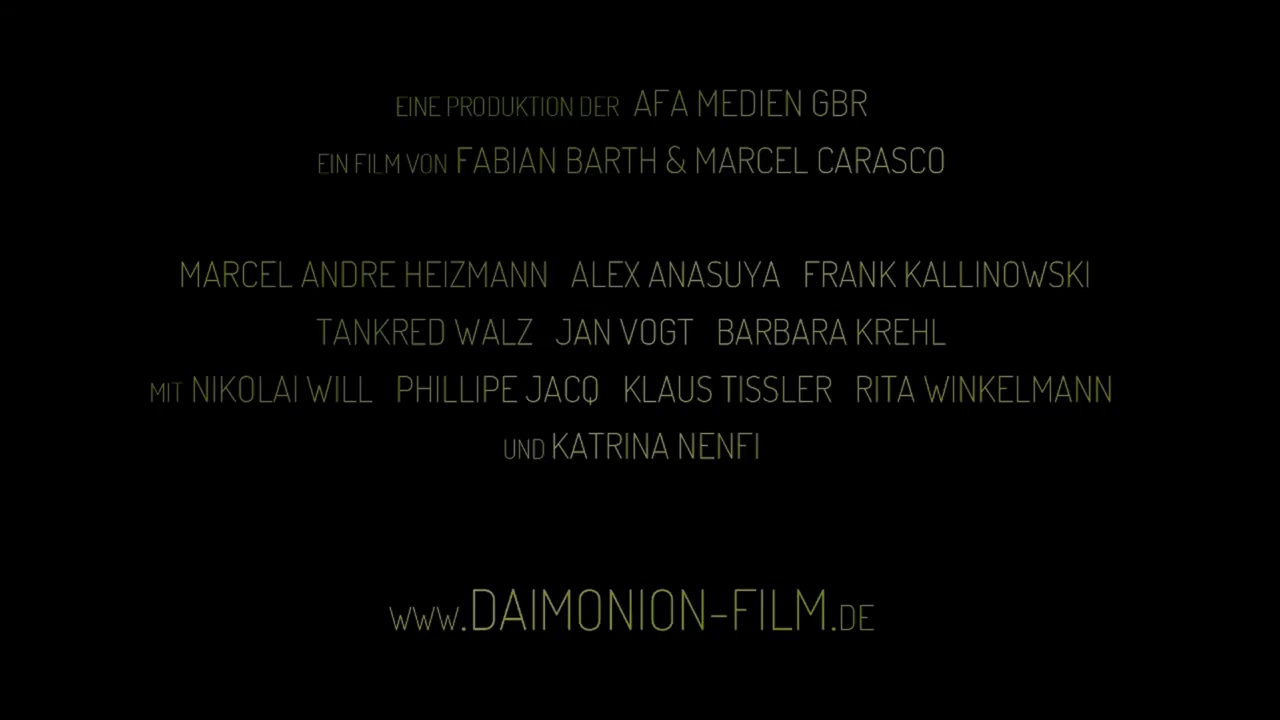 EINE PRODUKTION DER AFA MEDIEN GBR
EIN FILM VON FABIAN BARTH & MARCEL CARASCO
MARCEL ANDRE HEIZMANN ALEX ANASUYA FRANK KALLINOWSKI
TANKRED WALZ JAN VOGT BARBARA KREHL
MIT NIKOLAI WILL PHILLIPE JACQ KLAUS TISSLER RITA WINKELMANN
UND KATRINA NENFI
WWW.DAIMONION-FILM.DE